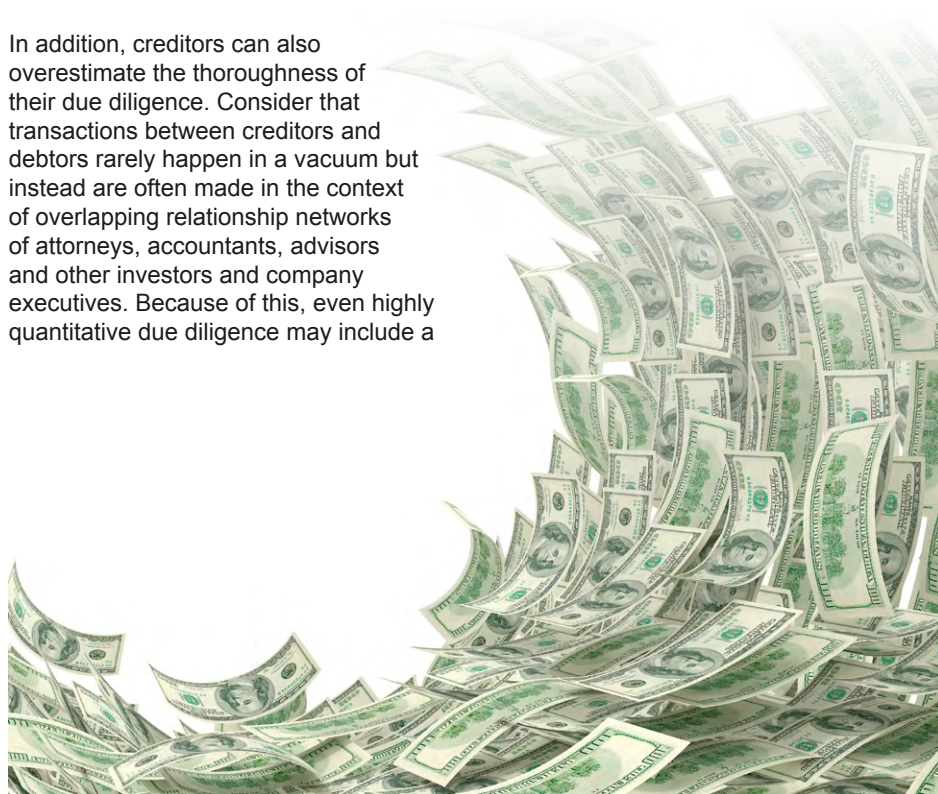 In addition, creditors can also
overestimate the thoroughness of
their due diligence. Consider that
transactions between creditors and
debtors rarely happen in a vacuum but
instead are often made in the context
of overlapping relationship networks
of attorneys, accountants, advisors
and other investors and company
executives. Because of this, even highly
quantitative due diligence may include a